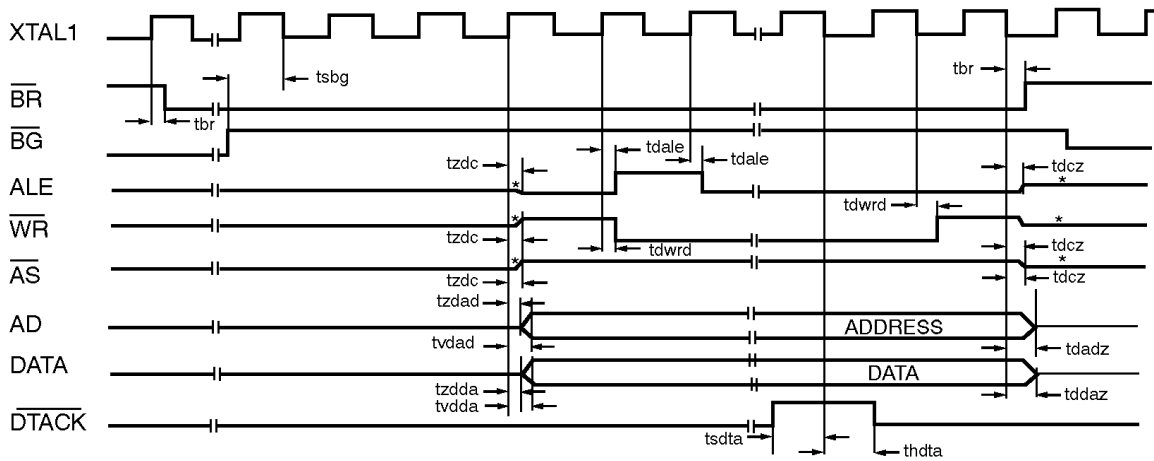 XTAL1
tsbg
tbr
BR
tbr
BG
tzdc
tdale
tdale
tdcz
ALE
*
*
tdwrd
WR
*
*
tzdc
tdwrd
tdcz
AS
*
*
tzdc
tdcz
tzdad
AD
ADDRESS
tvdad
tdadz
DATA
DATA
tzdda
tddaz
tvdda
DTACK
tsdta
thdta